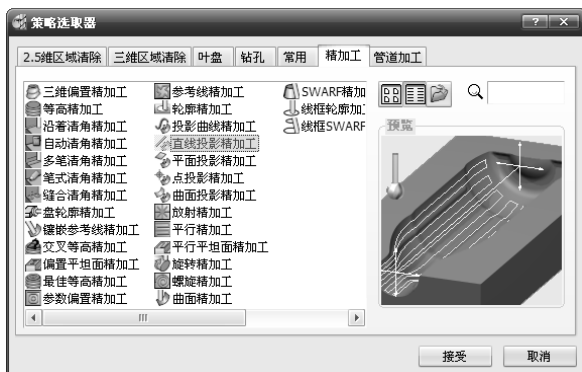 策略选取器
2.5維区域清除 三維区域清除 叶盘 钻孔 常用 精加工 管道加工
三维偏置精加工 参考线精加工 SWARF精加
等高精加工 轮廓精加工 线框轮廓加
沿着清角精加工 投影曲线精加工 线框SWARF
自动清角精加工 直线投影精加工
多笔清角精加工 平面投影精加工
笔式清角精加工 点投影精加工
缝合清角精加工 曲面投影精加工
盘轮廓精加工 放射精加工
镶嵌参考线精加工 平行精加工
交叉等高精加工 平行平坦面精加工
偏置平坦面精加工 旋转精加工
最佳等高精加工 螺旋精加工
参数偏置精加工 曲面精加工
预览
接受 取消